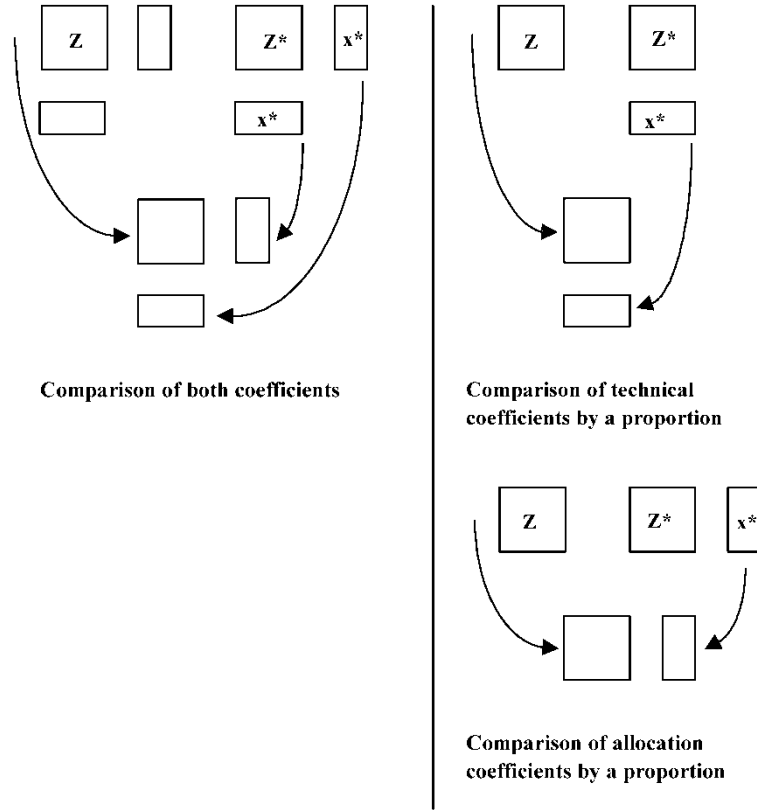 Z
Z*
x*
x*
Comparison of both coefficients
Z
Z*
x*
Comparison of technical
coefficients by a proportion
Z
Z*
x*
Comparison of allocation
coefficients by a proportion